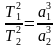 T₁²/T₂² = a₁³/a₂³